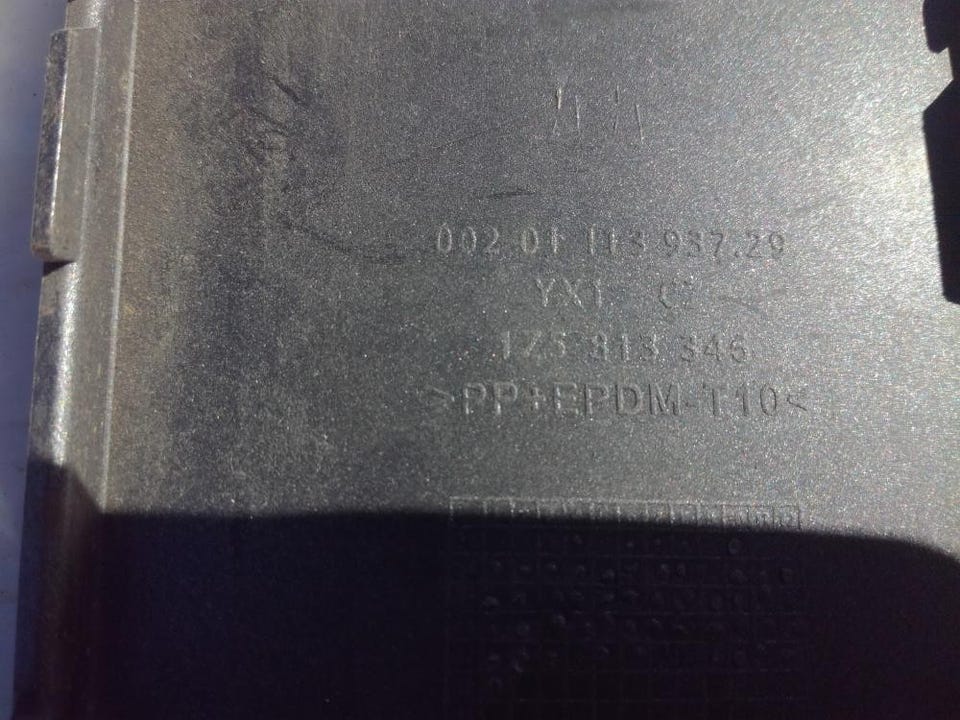 002 01 113 937.29
YX1 C
1Z5 813 346
>PP+EPDM-T10<